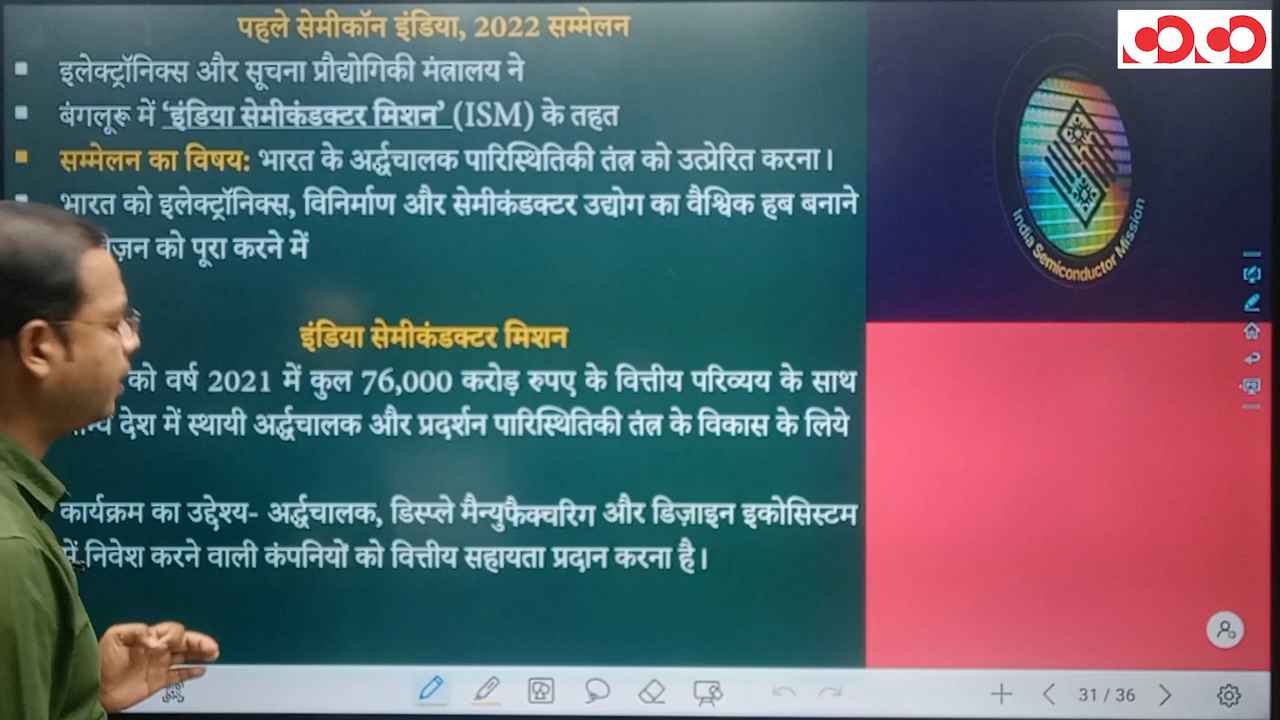 पहले सेमीकॉन इंडिया, 2022 सम्मेलन
इलेक्ट्रॉनिक्स और सूचना प्रौद्योगिकी मंत्रालय ने
बंगलूरू में ‘इंडिया सेमीकंडक्टर मिशन’ (ISM) के तहत
सम्मेलन का विषय: भारत के अर्द्धचालक पारिस्थितिकी तंत्र को उत्प्रेरित करना।
भारत को इलेक्ट्रॉनिक्स, विनिर्माण और सेमीकंडक्टर उद्योग का वैश्विक हब बनाने
को पूरा करने में
इंडिया सेमीकंडक्टर मिशन
को वर्ष 2021 में कुल 76,000 करोड़ रुपए के वित्तीय परिव्यय के साथ
देश में स्थायी अर्द्धचालक और प्रदर्शन पारिस्थितिकी तंत्र के विकास के लिये
कार्यक्रम का उद्देश्य- अर्द्धचालक, डिस्प्ले मैन्युफैक्चरिंग और डिज़ाइन इकोसिस्टम
में निवेश करने वाली कंपनियों को वित्तीय सहायता प्रदान करना है।
India Semiconductor Mission
31 / 36